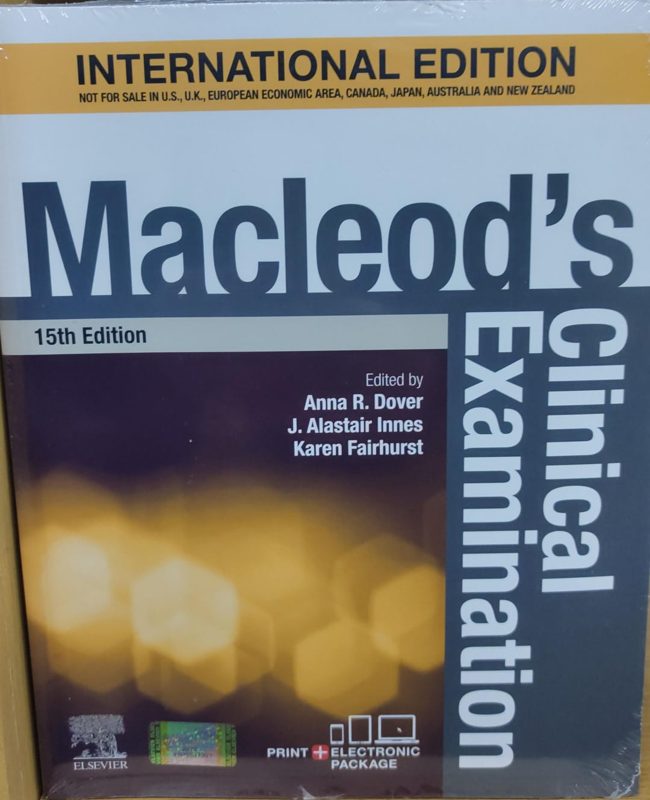 INTERNATIONAL EDITION
NOT FOR SALE IN U.S., U.K., EUROPEAN ECONOMIC AREA, CANADA, JAPAN, AUSTRALIA AND NEW ZEALAND
Macleod's
Clinical
Examination
15th Edition
Edited by
Anna R. Dover
J. Alastair Innes
Karen Fairhurst
ELSEVIER
PRINT + ELECTRONIC
PACKAGE